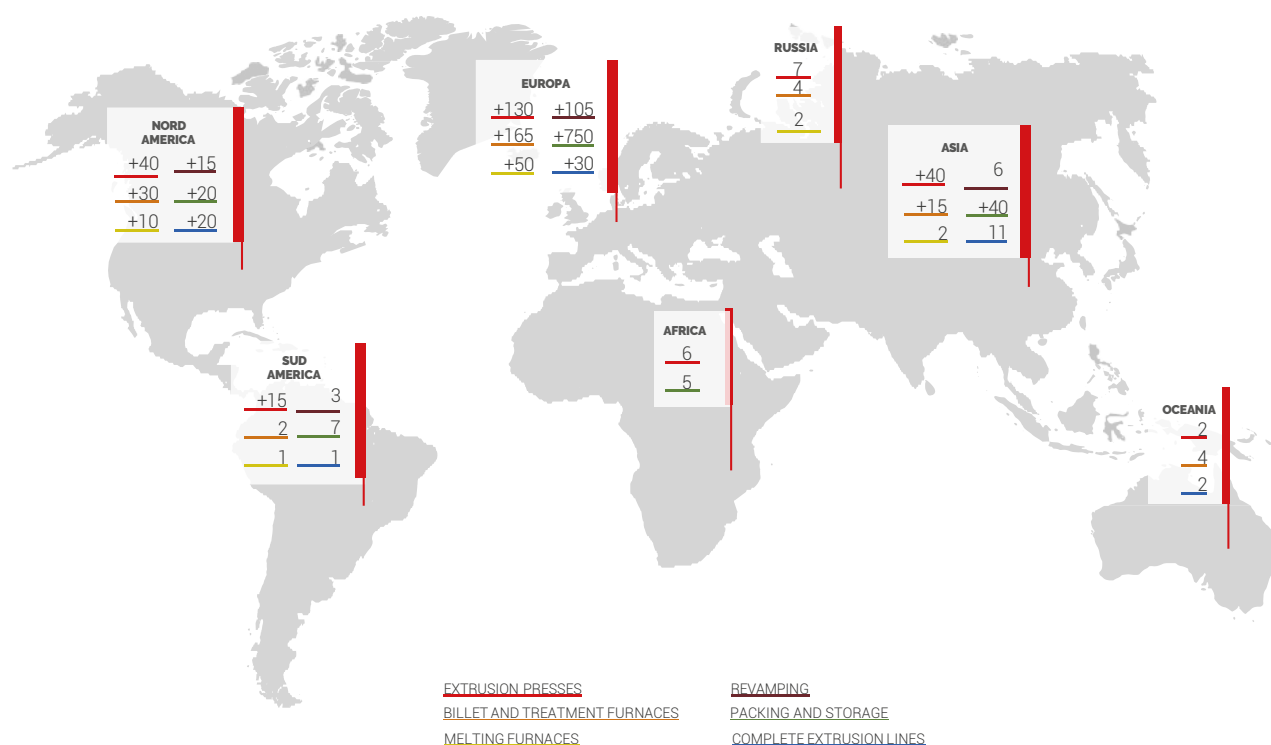 RUSSIA
7
4
2
EUROPA
+130 +105
+165 +750
+50 +30
NORD
AMERICA
+40 +15
+30 +20
+10 +20
ASIA
+40 6
+15 +40
2 11
AFRICA
6
5
SUD
AMERICA
+15 3
2 7
1 1
OCEANIA
2
4
2
EXTRUSION PRESSES REVAMPING
BILLET AND TREATMENT FURNACES PACKING AND STORAGE
MELTING FURNACES COMPLETE EXTRUSION LINES